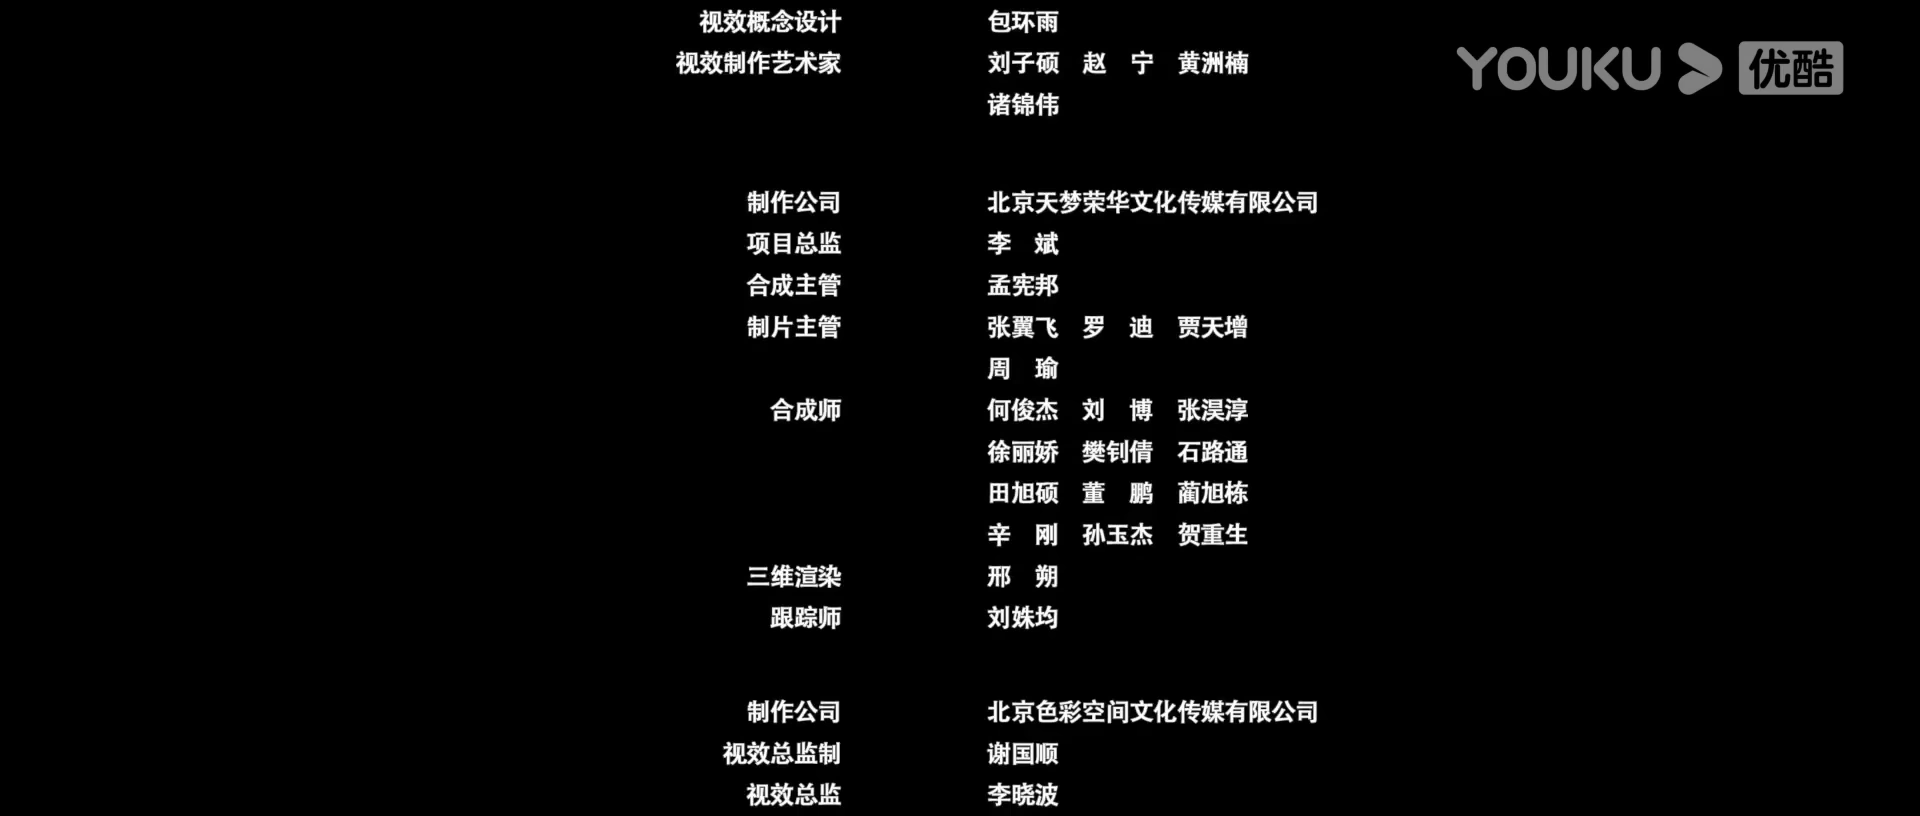 视效概念设计 包环雨
YOUKU 优酷
视效制作艺术家 刘子硕 赵 宁 黄洲楠
诸锦伟
制作公司 北京天梦荣华文化传媒有限公司
项目总监 李 斌
合成主管 孟宪邦
制片主管 张翼飞 罗 迪 贾天增
周 瑜
合成师 何俊杰 刘 博 张淏淳
徐丽娇 樊钊倩 石路通
田旭硕 董 鹏 蔺旭栋
辛 刚 孙玉杰 贺重生
三维渲染 邢 朔
跟踪师 刘姝均
制作公司 北京色彩空间文化传媒有限公司
视效总监制 谢国顺
视效总监 李晓波